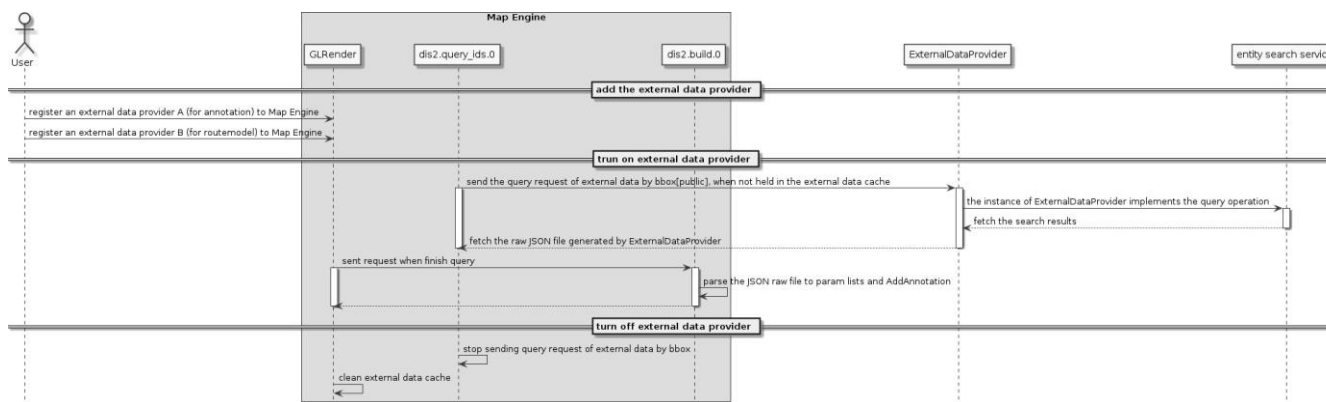 Map Engine
User
GLRender
dis2.query_ids.0
dis2.build.0
ExternalDataProvider
entity search servic
add the external data provider
register an external data provider A (for annotation) to Map Engine
register an external data provider B (for routemodel) to Map Engine
trun on external data provider
send the query request of external data by bbox[public], when not held in the external data cache
the instance of ExternalDataProvider implements the query operation
fetch the search results
fetch the raw JSON file generated by ExternalDataProvider
sent request when finish query
parse the JSON raw file to param lists and AddAnnotation
turn off external data provider
stop sending query request of external data by bbox
clean external data cache